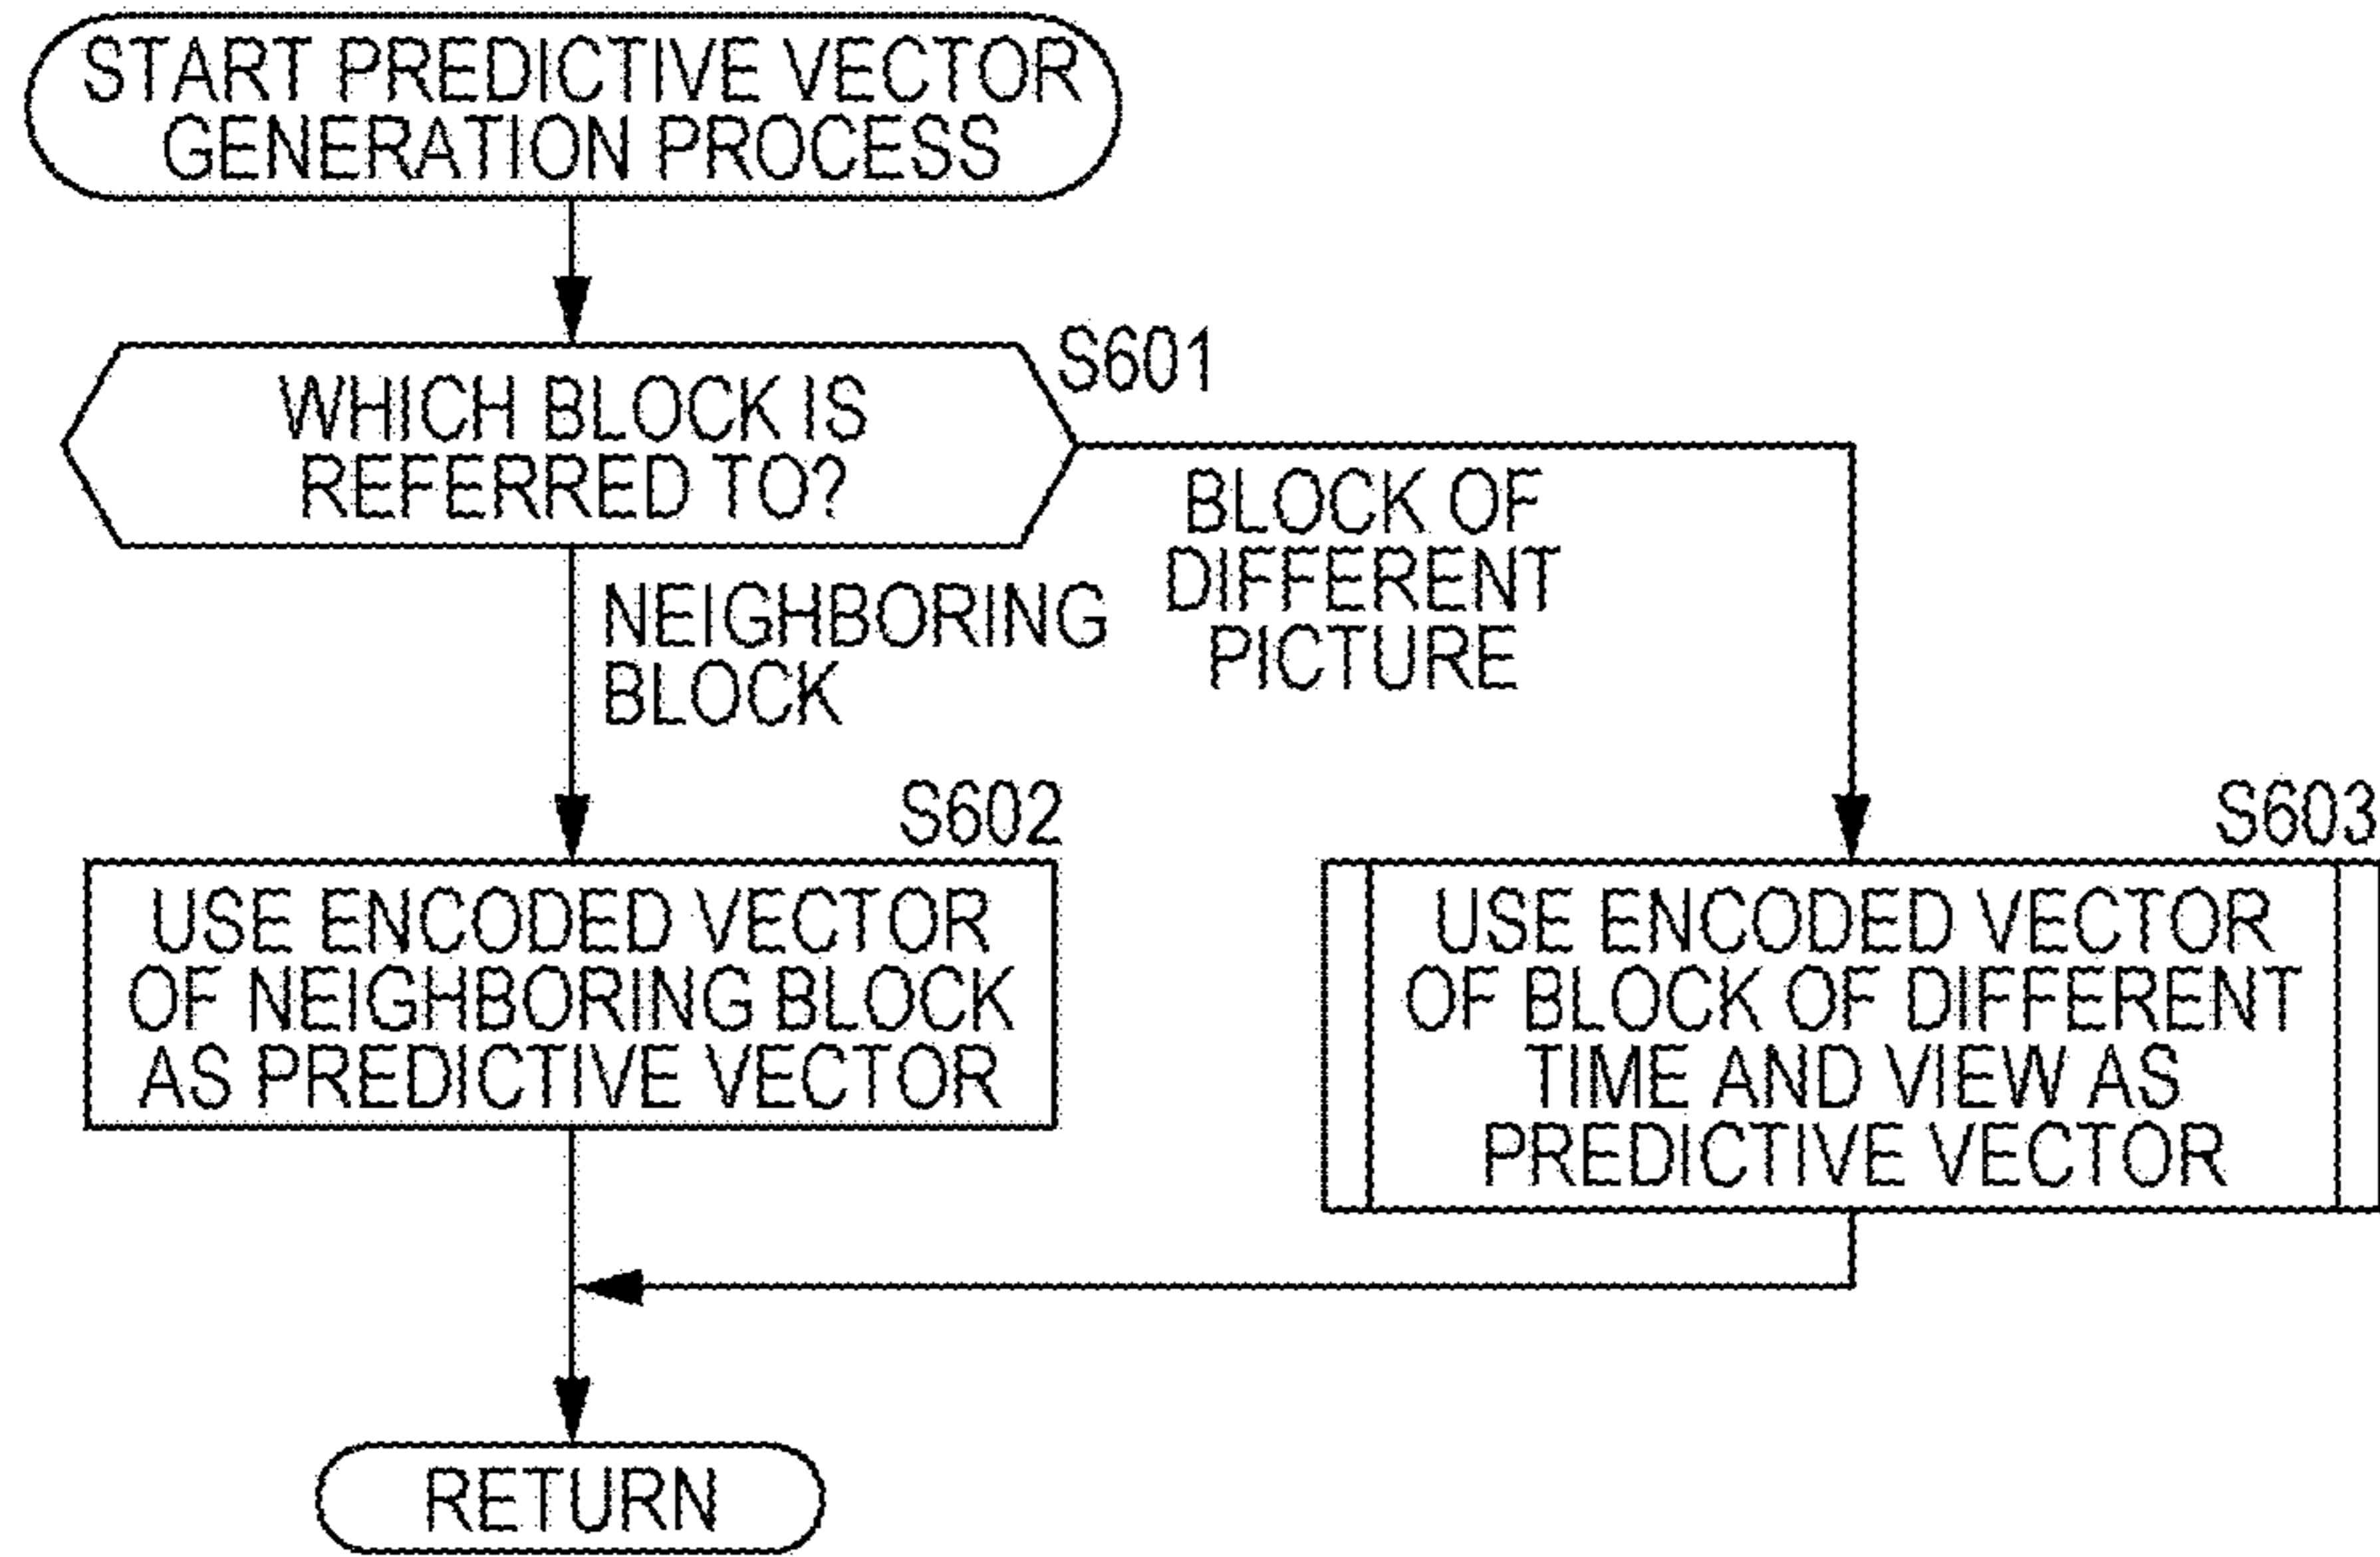 START PREDICTIVE VECTOR
GENERATION PROCESS
S601
WHICH BLOCK IS
REFERRED TO?
BLOCK OF
DIFFERENT
PICTURE
NEIGHBORING
BLOCK
S602
USE ENCODED VECTOR
OF NEIGHBORING BLOCK
AS PREDICTIVE VECTOR
S603
USE ENCODED VECTOR
OF BLOCK OF DIFFERENT
TIME AND VIEW AS
PREDICTIVE VECTOR
RETURN